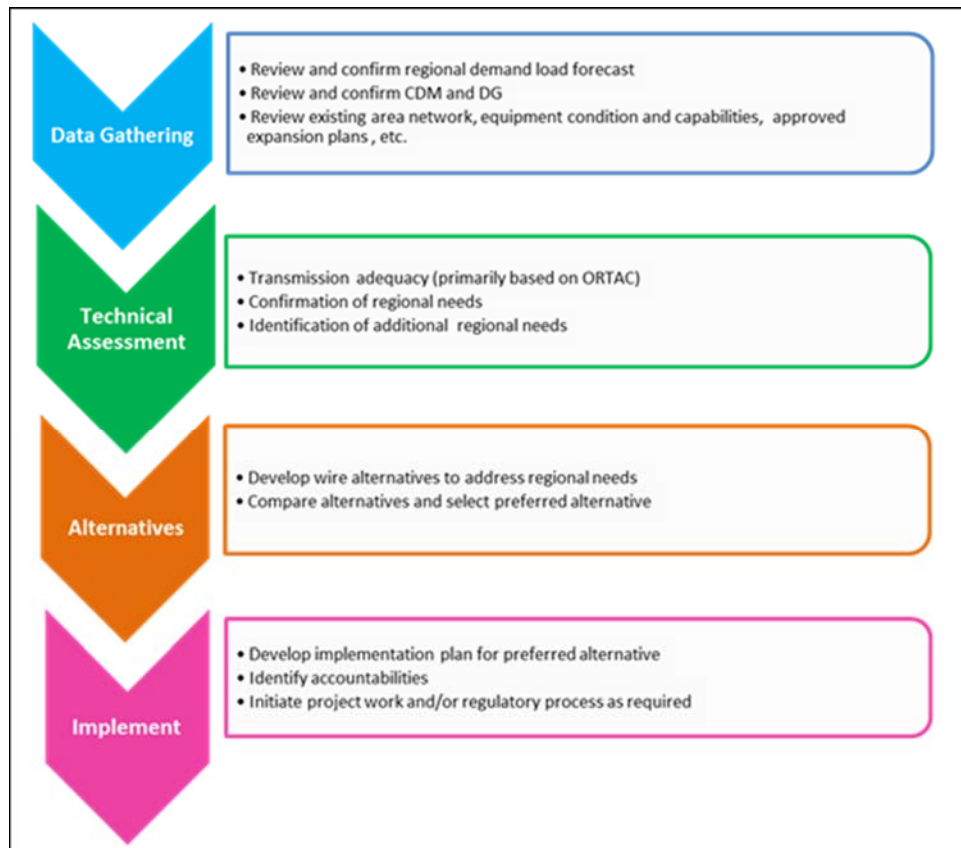 Data Gathering
• Review and confirm regional demand load forecast
• Review and confirm CDM and DG
• Review existing area network, equipment condition and capabilities, approved
expansion plans , etc.
Technical
Assessment
• Transmission adequacy (primarily based on ORTAC)
• Confirmation of regional needs
• Identification of additional regional needs
Alternatives
• Develop wire alternatives to address regional needs
• Compare alternatives and select preferred alternative
Implement
• Develop implementation plan for preferred alternative
• Identify accountabilities
• Initiate project work and/or regulatory process as required